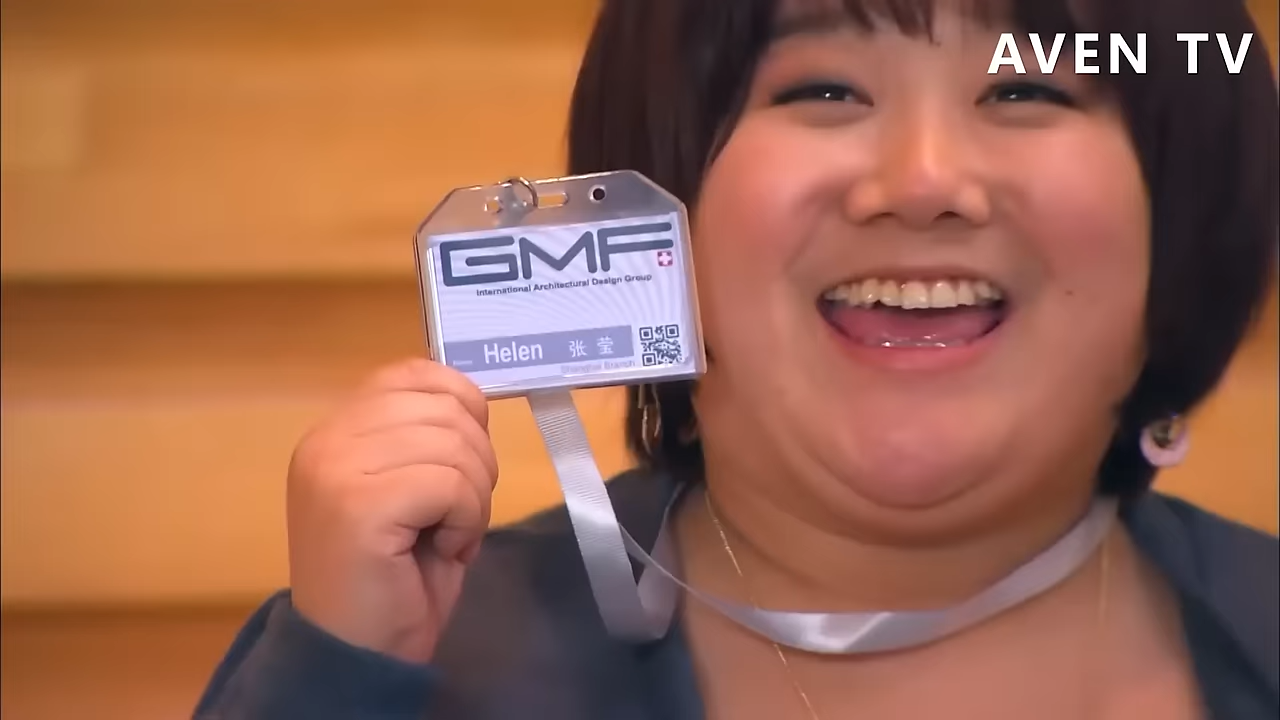 AVEN TV
GMF
International Architectural Design Group
Helen 张 莹
Shanghai Branch